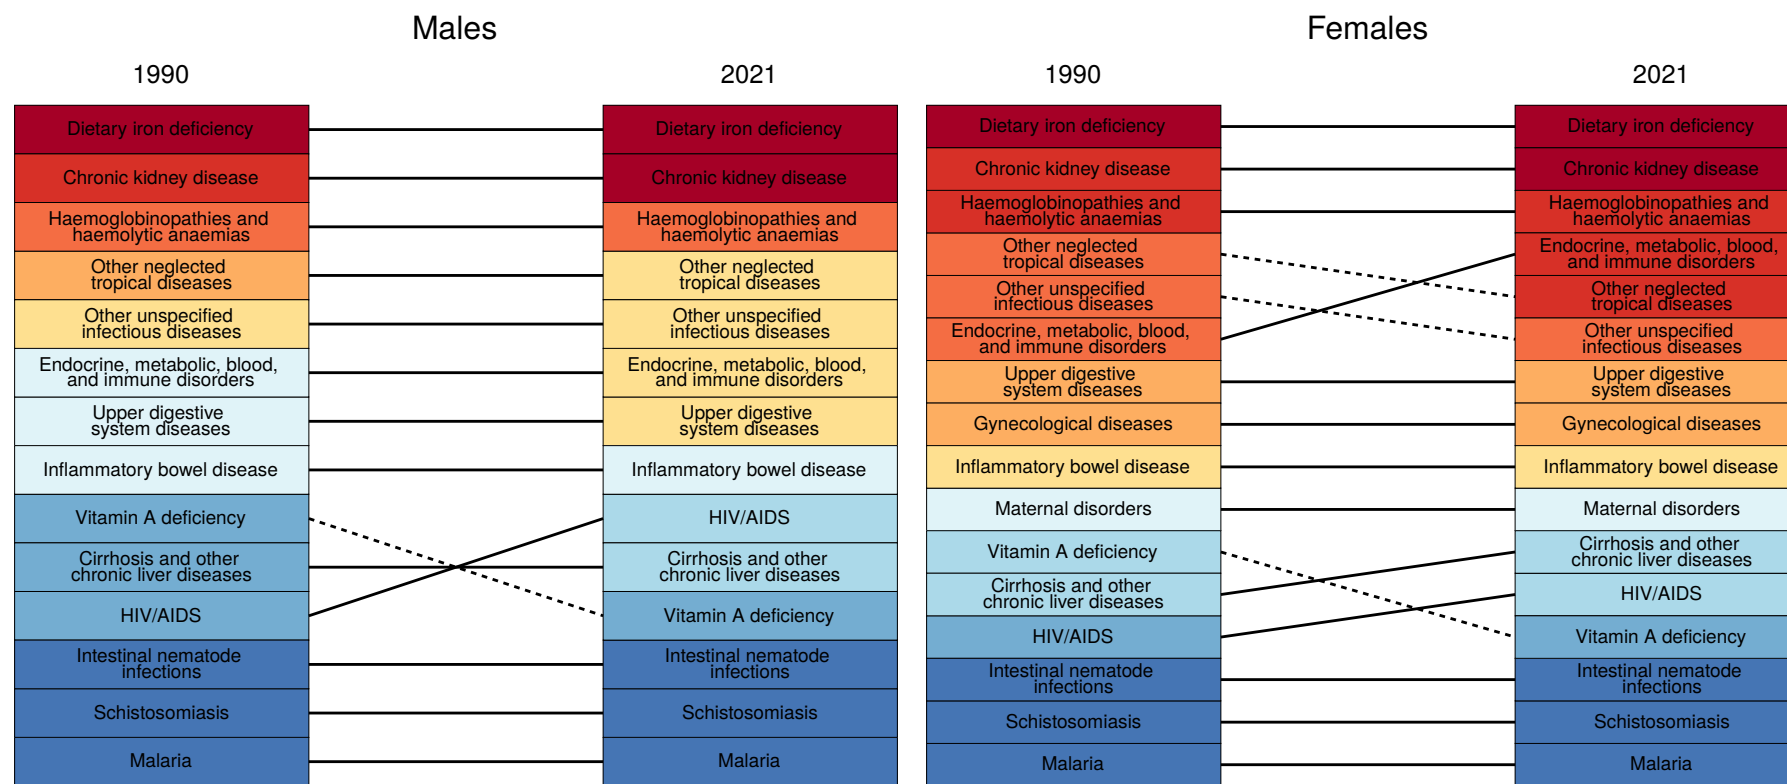 Males
1990
2021
Dietary iron deficiency
Chronic kidney disease
Haemoglobinopathies and
haemolytic anaemias
Other neglected
tropical diseases
Other unspecified
infectious diseases
Endocrine, metabolic, blood,
and immune disorders
Upper digestive
system diseases
Inflammatory bowel disease
Vitamin A deficiency
Cirrhosis and other
chronic liver diseases
HIV/AIDS
Intestinal nematode
infections
Schistosomiasis
Malaria
Dietary iron deficiency
Chronic kidney disease
Haemoglobinopathies and
haemolytic anaemias
Other neglected
tropical diseases
Other unspecified
infectious diseases
Endocrine, metabolic, blood,
and immune disorders
Upper digestive
system diseases
Inflammatory bowel disease
HIV/AIDS
Cirrhosis and other
chronic liver diseases
Vitamin A deficiency
Intestinal nematode
infections
Schistosomiasis
Malaria
Females
1990
2021
Dietary iron deficiency
Chronic kidney disease
Haemoglobinopathies and
haemolytic anaemias
Other neglected
tropical diseases
Other unspecified
infectious diseases
Endocrine, metabolic, blood,
and immune disorders
Upper digestive
system diseases
Gynecological diseases
Inflammatory bowel disease
Maternal disorders
Vitamin A deficiency
Cirrhosis and other
chronic liver diseases
HIV/AIDS
Intestinal nematode
infections
Schistosomiasis
Malaria
Dietary iron deficiency
Chronic kidney disease
Haemoglobinopathies and
haemolytic anaemias
Endocrine, metabolic, blood,
and immune disorders
Other neglected
tropical diseases
Other unspecified
infectious diseases
Upper digestive
system diseases
Gynecological diseases
Inflammatory bowel disease
Maternal disorders
Cirrhosis and other
chronic liver diseases
HIV/AIDS
Vitamin A deficiency
Intestinal nematode
infections
Schistosomiasis
Malaria